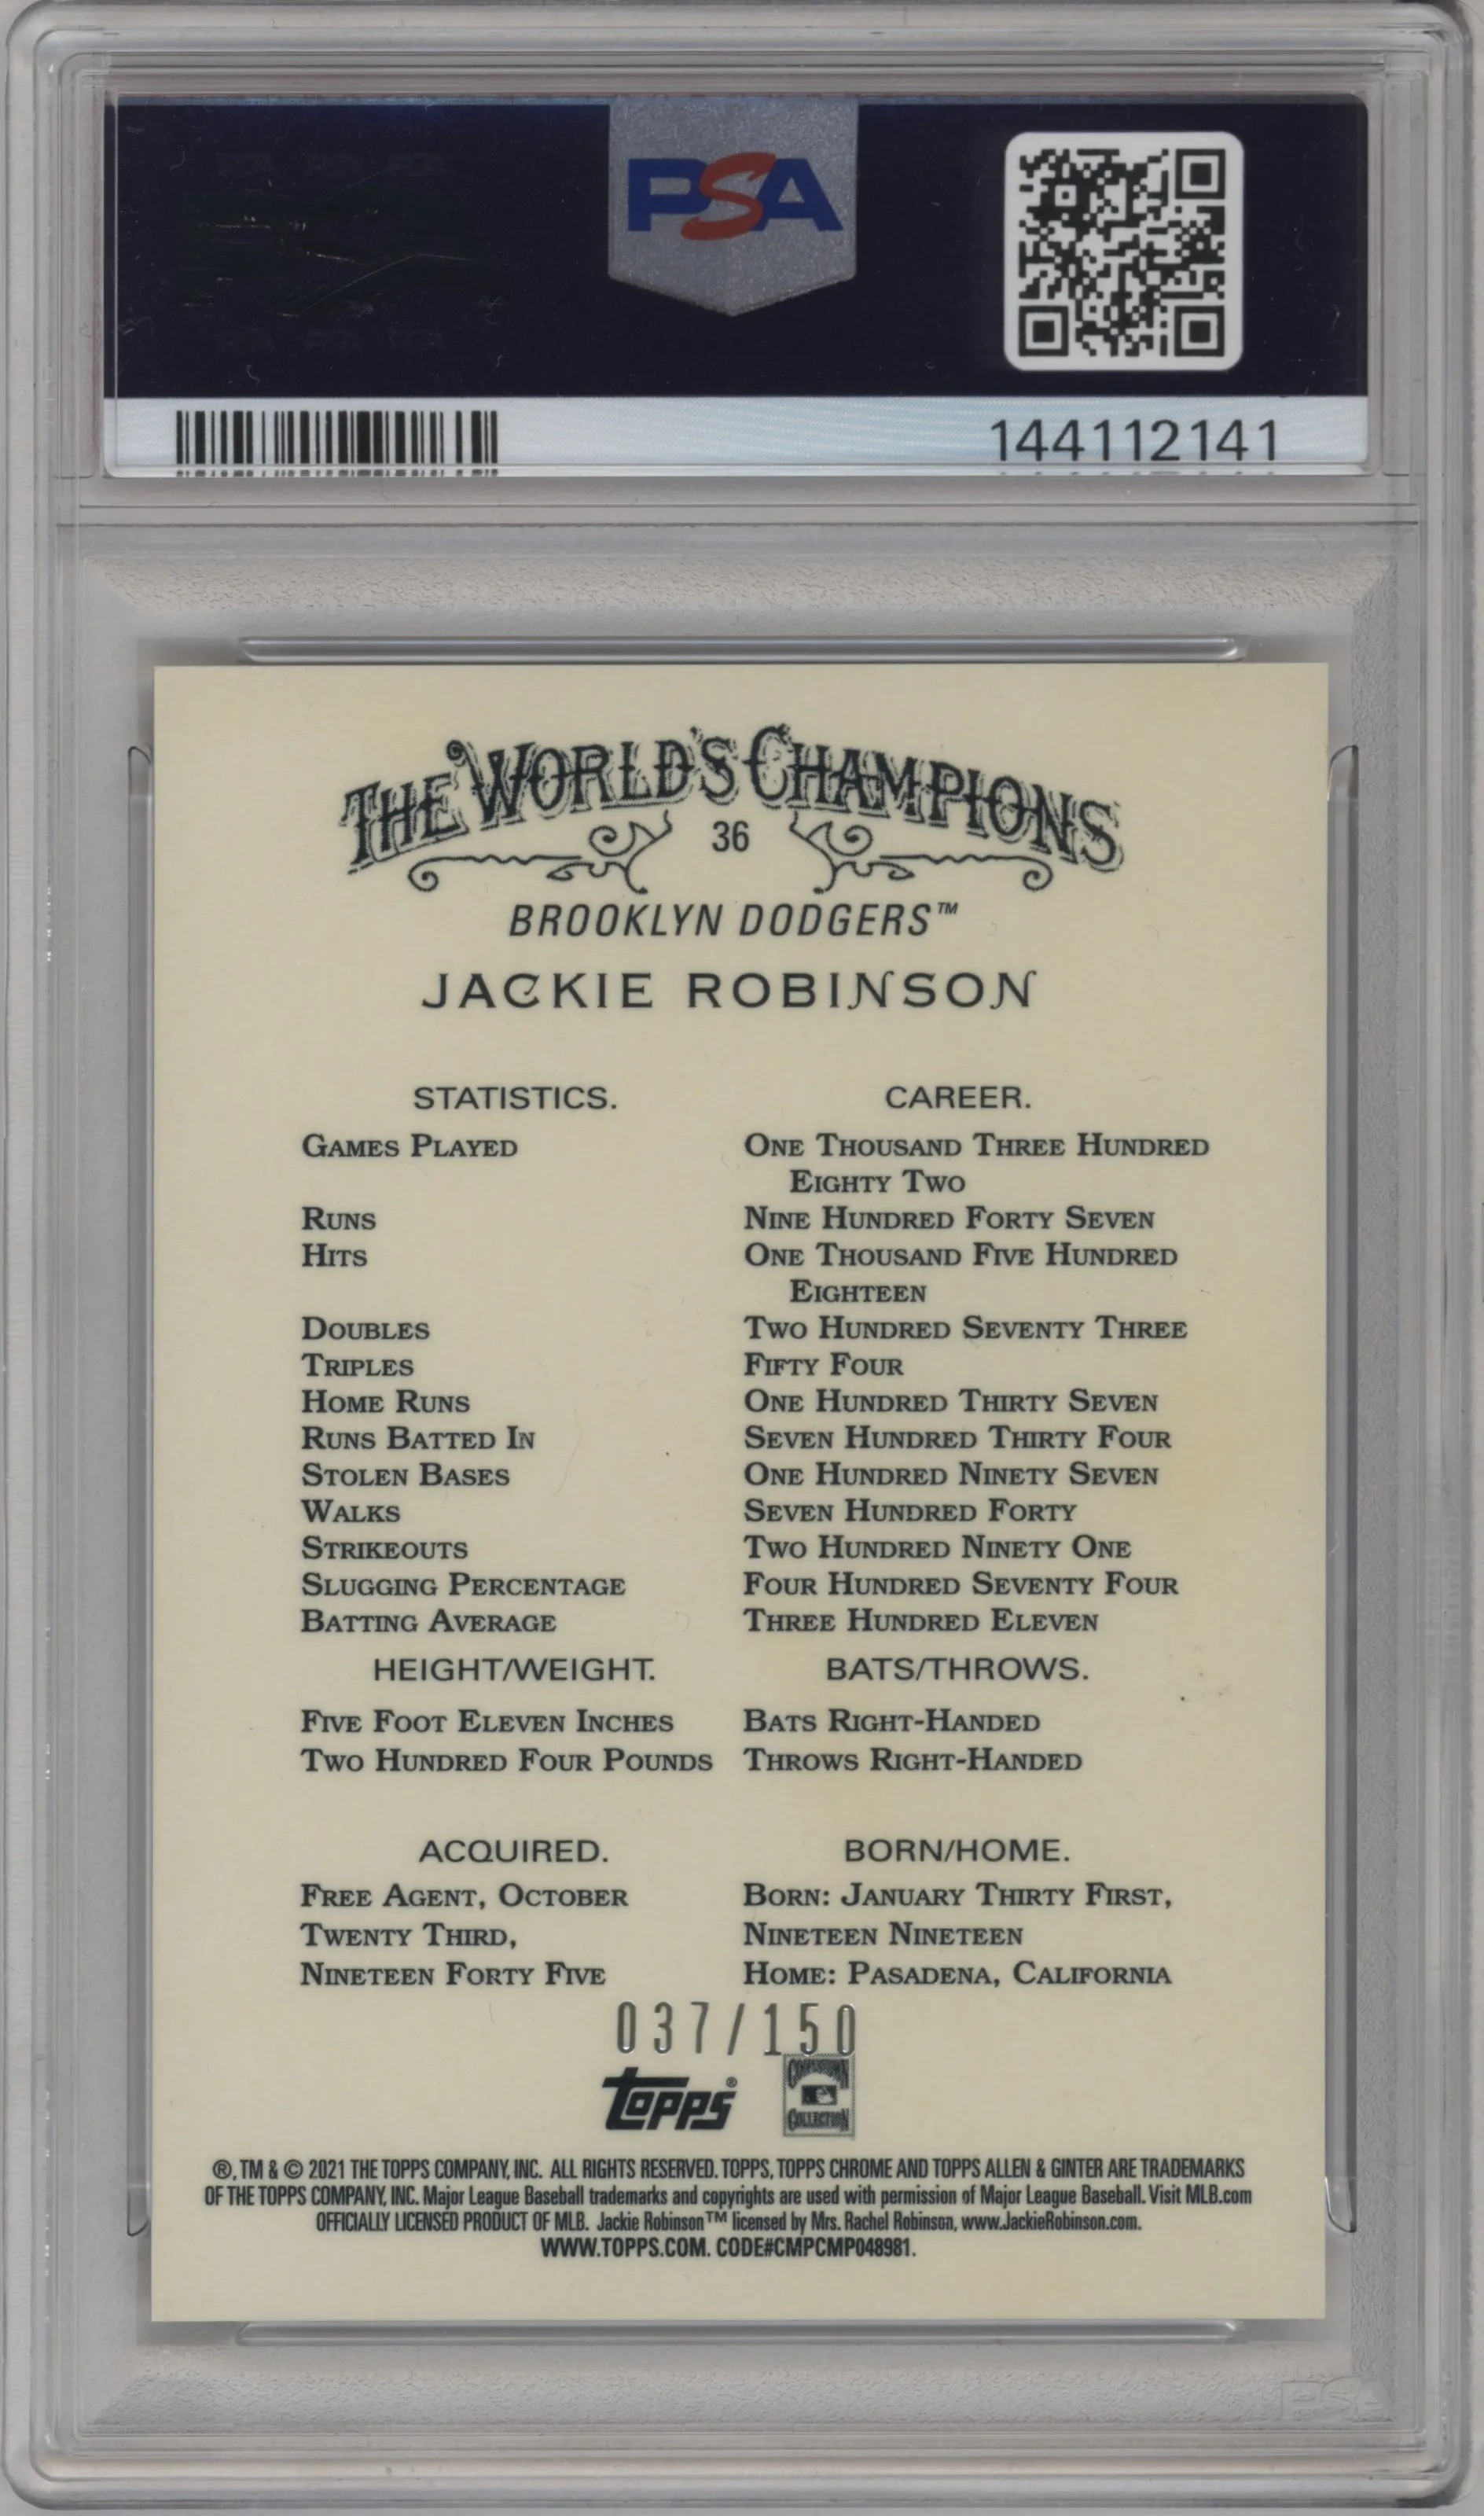 PSA
144112141
THE WORLD'S CHAMPIONS
36
BROOKLYN DODGERS™
JACKIE ROBINSON
STATISTICS. CAREER.
GAMES PLAYED ONE THOUSAND THREE HUNDRED
EIGHTY TWO
RUNS NINE HUNDRED FORTY SEVEN
HITS ONE THOUSAND FIVE HUNDRED
EIGHTEEN
DOUBLES TWO HUNDRED SEVENTY THREE
TRIPLES FIFTY FOUR
HOME RUNS ONE HUNDRED THIRTY SEVEN
RUNS BATTED IN SEVEN HUNDRED THIRTY FOUR
STOLEN BASES ONE HUNDRED NINETY SEVEN
WALKS SEVEN HUNDRED FORTY
STRIKEOUTS TWO HUNDRED NINETY ONE
SLUGGING PERCENTAGE FOUR HUNDRED SEVENTY FOUR
BATTING AVERAGE THREE HUNDRED ELEVEN
HEIGHT/WEIGHT. BATS/THROWS.
FIVE FOOT ELEVEN INCHES BATS RIGHT-HANDED
TWO HUNDRED FOUR POUNDS THROWS RIGHT-HANDED
ACQUIRED. BORN/HOME.
FREE AGENT, OCTOBER BORN: JANUARY THIRTY FIRST,
TWENTY THIRD, NINETEEN NINETEEN
NINETEEN FORTY FIVE HOME: PASADENA, CALIFORNIA
037/150
topps® COOPERSTOWN
COLLECTION
®, TM & © 2021 THE TOPPS COMPANY, INC. ALL RIGHTS RESERVED. TOPPS, TOPPS CHROME AND TOPPS ALLEN & GINTER ARE TRADEMARKS
OF THE TOPPS COMPANY, INC. Major League Baseball trademarks and copyrights are used with permission of Major League Baseball. Visit MLB.com
OFFICIALLY LICENSED PRODUCT OF MLB. Jackie Robinson™ licensed by Mrs. Rachel Robinson, www.JackieRobinson.com.
WWW.TOPPS.COM. CODE#CMPCMP048981.
PSA